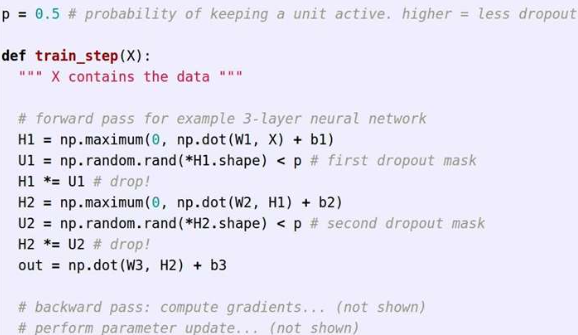 p = 0.5 # probability of keeping a unit active. higher = less dropout
def train_step(X):
""" X contains the data """
# forward pass for example 3-layer neural network
H1 = np.maximum(0, np.dot(W1, X) + b1)
U1 = np.random.rand(*H1.shape) < p # first dropout mask
H1 *= U1 # drop!
H2 = np.maximum(0, np.dot(W2, H1) + b2)
U2 = np.random.rand(*H2.shape) < p # second dropout mask
H2 *= U2 # drop!
out = np.dot(W3, H2) + b3
# backward pass: compute gradients... (not shown)
# perform parameter update... (not shown)